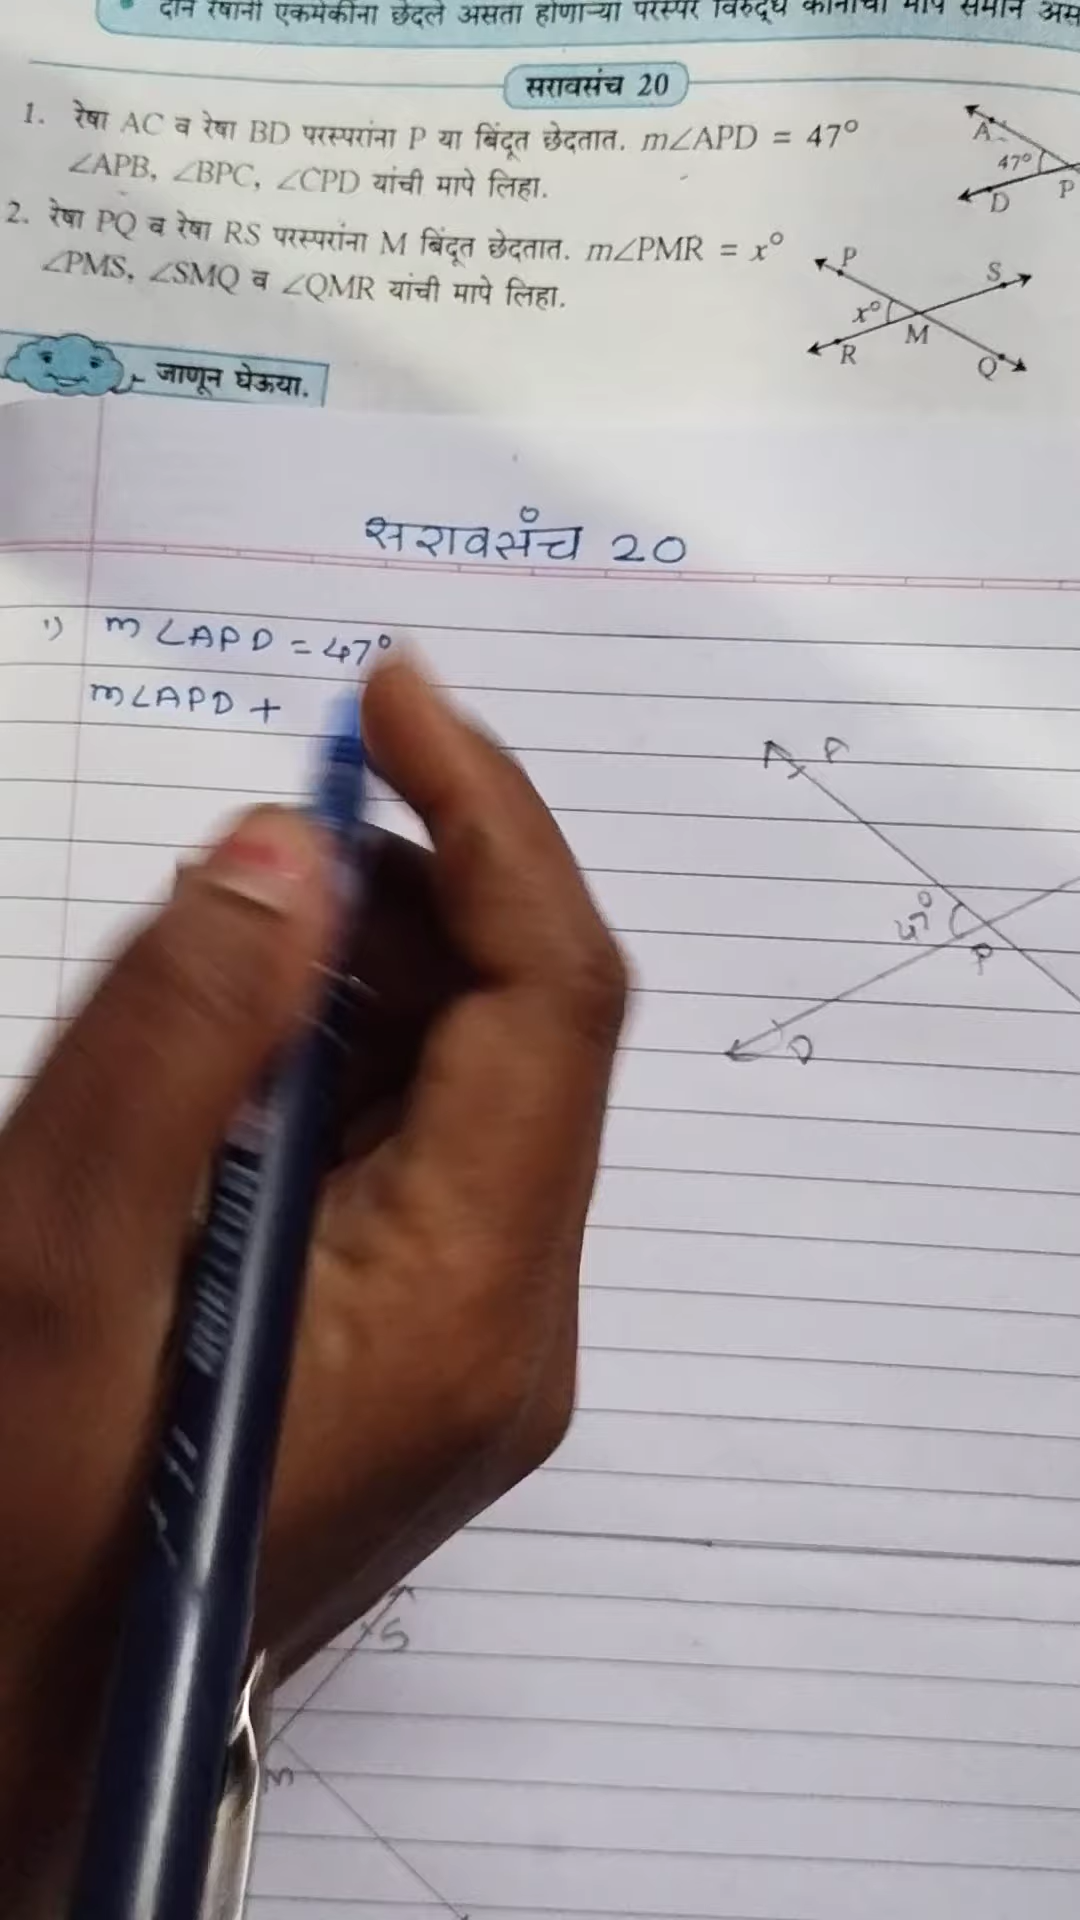 दोन रेषांनी एकमेकींना छेदले असता होणाऱ्या परस्पर विरुद्ध कोनांची मापे समान अस
सरावसंच 20
1. रेषा AC व रेषा BD परस्परांना P या बिंदूत छेदतात. m∠APD = 47°
∠APB, ∠BPC, ∠CPD यांची मापे लिहा.
A
47°
D
P
2. रेषा PQ व रेषा RS परस्परांना M बिंदूत छेदतात. m∠PMR = x°
∠PMS, ∠SMQ व ∠QMR यांची मापे लिहा.
P
S
x°
M
R
Q
जाणून घेऊया.
सरावसंच 20
1) m∠APD = 47°
m∠APD +
A
47°
P
D
S
M